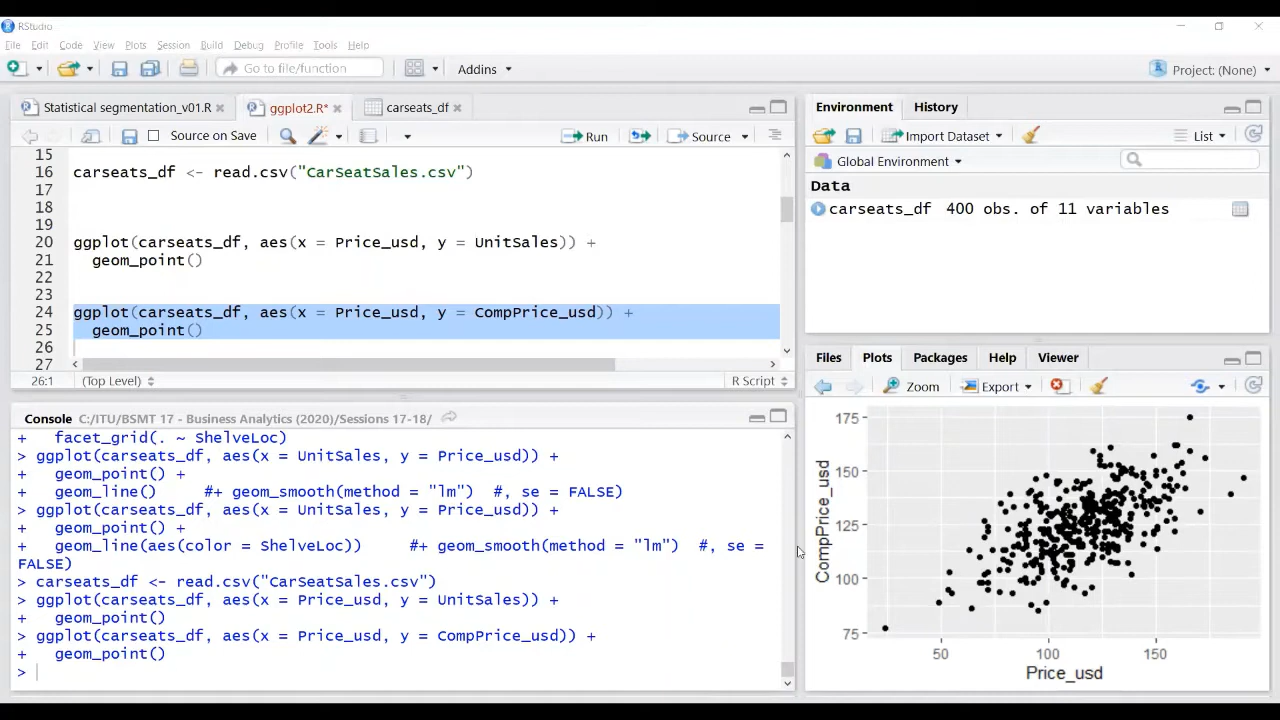 RStudio
File Edit Code View Plots Session Build Debug Profile Tools Help
Go to file/function Addins Project: (None)
Statistical segmentation_v01.R ggplot2.R* carseats_df
Source on Save Run Source
15
16 carseats_df <- read.csv("CarSeatSales.csv")
17
18
19
20 ggplot(carseats_df, aes(x = Price_usd, y = UnitSales)) +
21 geom_point()
22
23
24 ggplot(carseats_df, aes(x = Price_usd, y = CompPrice_usd)) +
25 geom_point()
26
27
26:1 (Top Level) R Script
Console C:/ITU/BSMT 17 - Business Analytics (2020)/Sessions 17-18/
+ facet_grid(. ~ ShelveLoc)
> ggplot(carseats_df, aes(x = UnitSales, y = Price_usd)) +
+ geom_point() +
+ geom_line() #+ geom_smooth(method = "lm") #, se = FALSE)
> ggplot(carseats_df, aes(x = UnitSales, y = Price_usd)) +
+ geom_point() +
+ geom_line(aes(color = ShelveLoc)) #+ geom_smooth(method = "lm") #, se =
FALSE)
> carseats_df <- read.csv("CarSeatSales.csv")
> ggplot(carseats_df, aes(x = Price_usd, y = UnitSales)) +
+ geom_point()
> ggplot(carseats_df, aes(x = Price_usd, y = CompPrice_usd)) +
+ geom_point()
>
Environment History
Import Dataset List
Global Environment
Data
carseats_df 400 obs. of 11 variables
Files Plots Packages Help Viewer
Zoom Export
175
150
125
100
75
CompPrice_usd
50 100 150
Price_usd